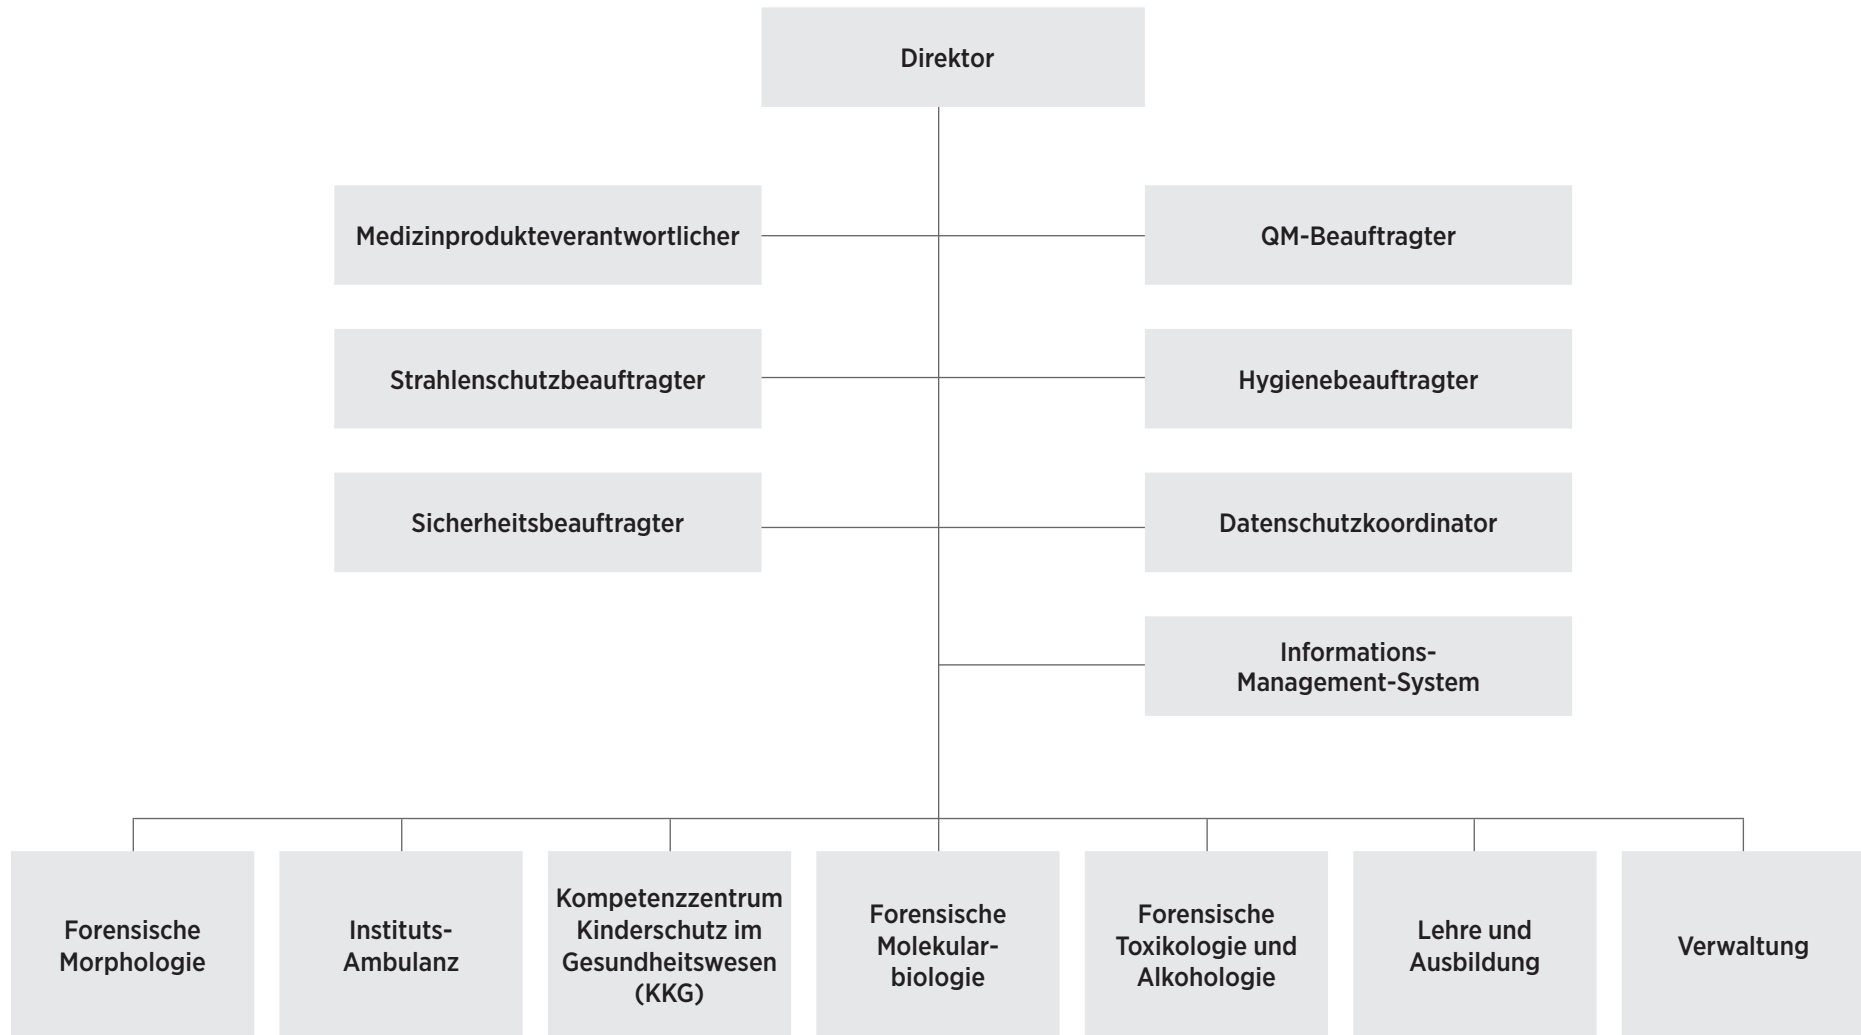 Direktor
Medizinprodukteverantwortlicher
QM-Beauftragter
Strahlenschutzbeauftragter
Hygienebeauftragter
Sicherheitsbeauftragter
Datenschutzkoordinator
Informations-
Management-System
Forensische
Morphologie
Instituts-
Ambulanz
Kompetenzzentrum
Kinderschutz im
Gesundheitswesen
(KKG)
Forensische
Molekular-
biologie
Forensische
Toxikologie und
Alkohologie
Lehre und
Ausbildung
Verwaltung